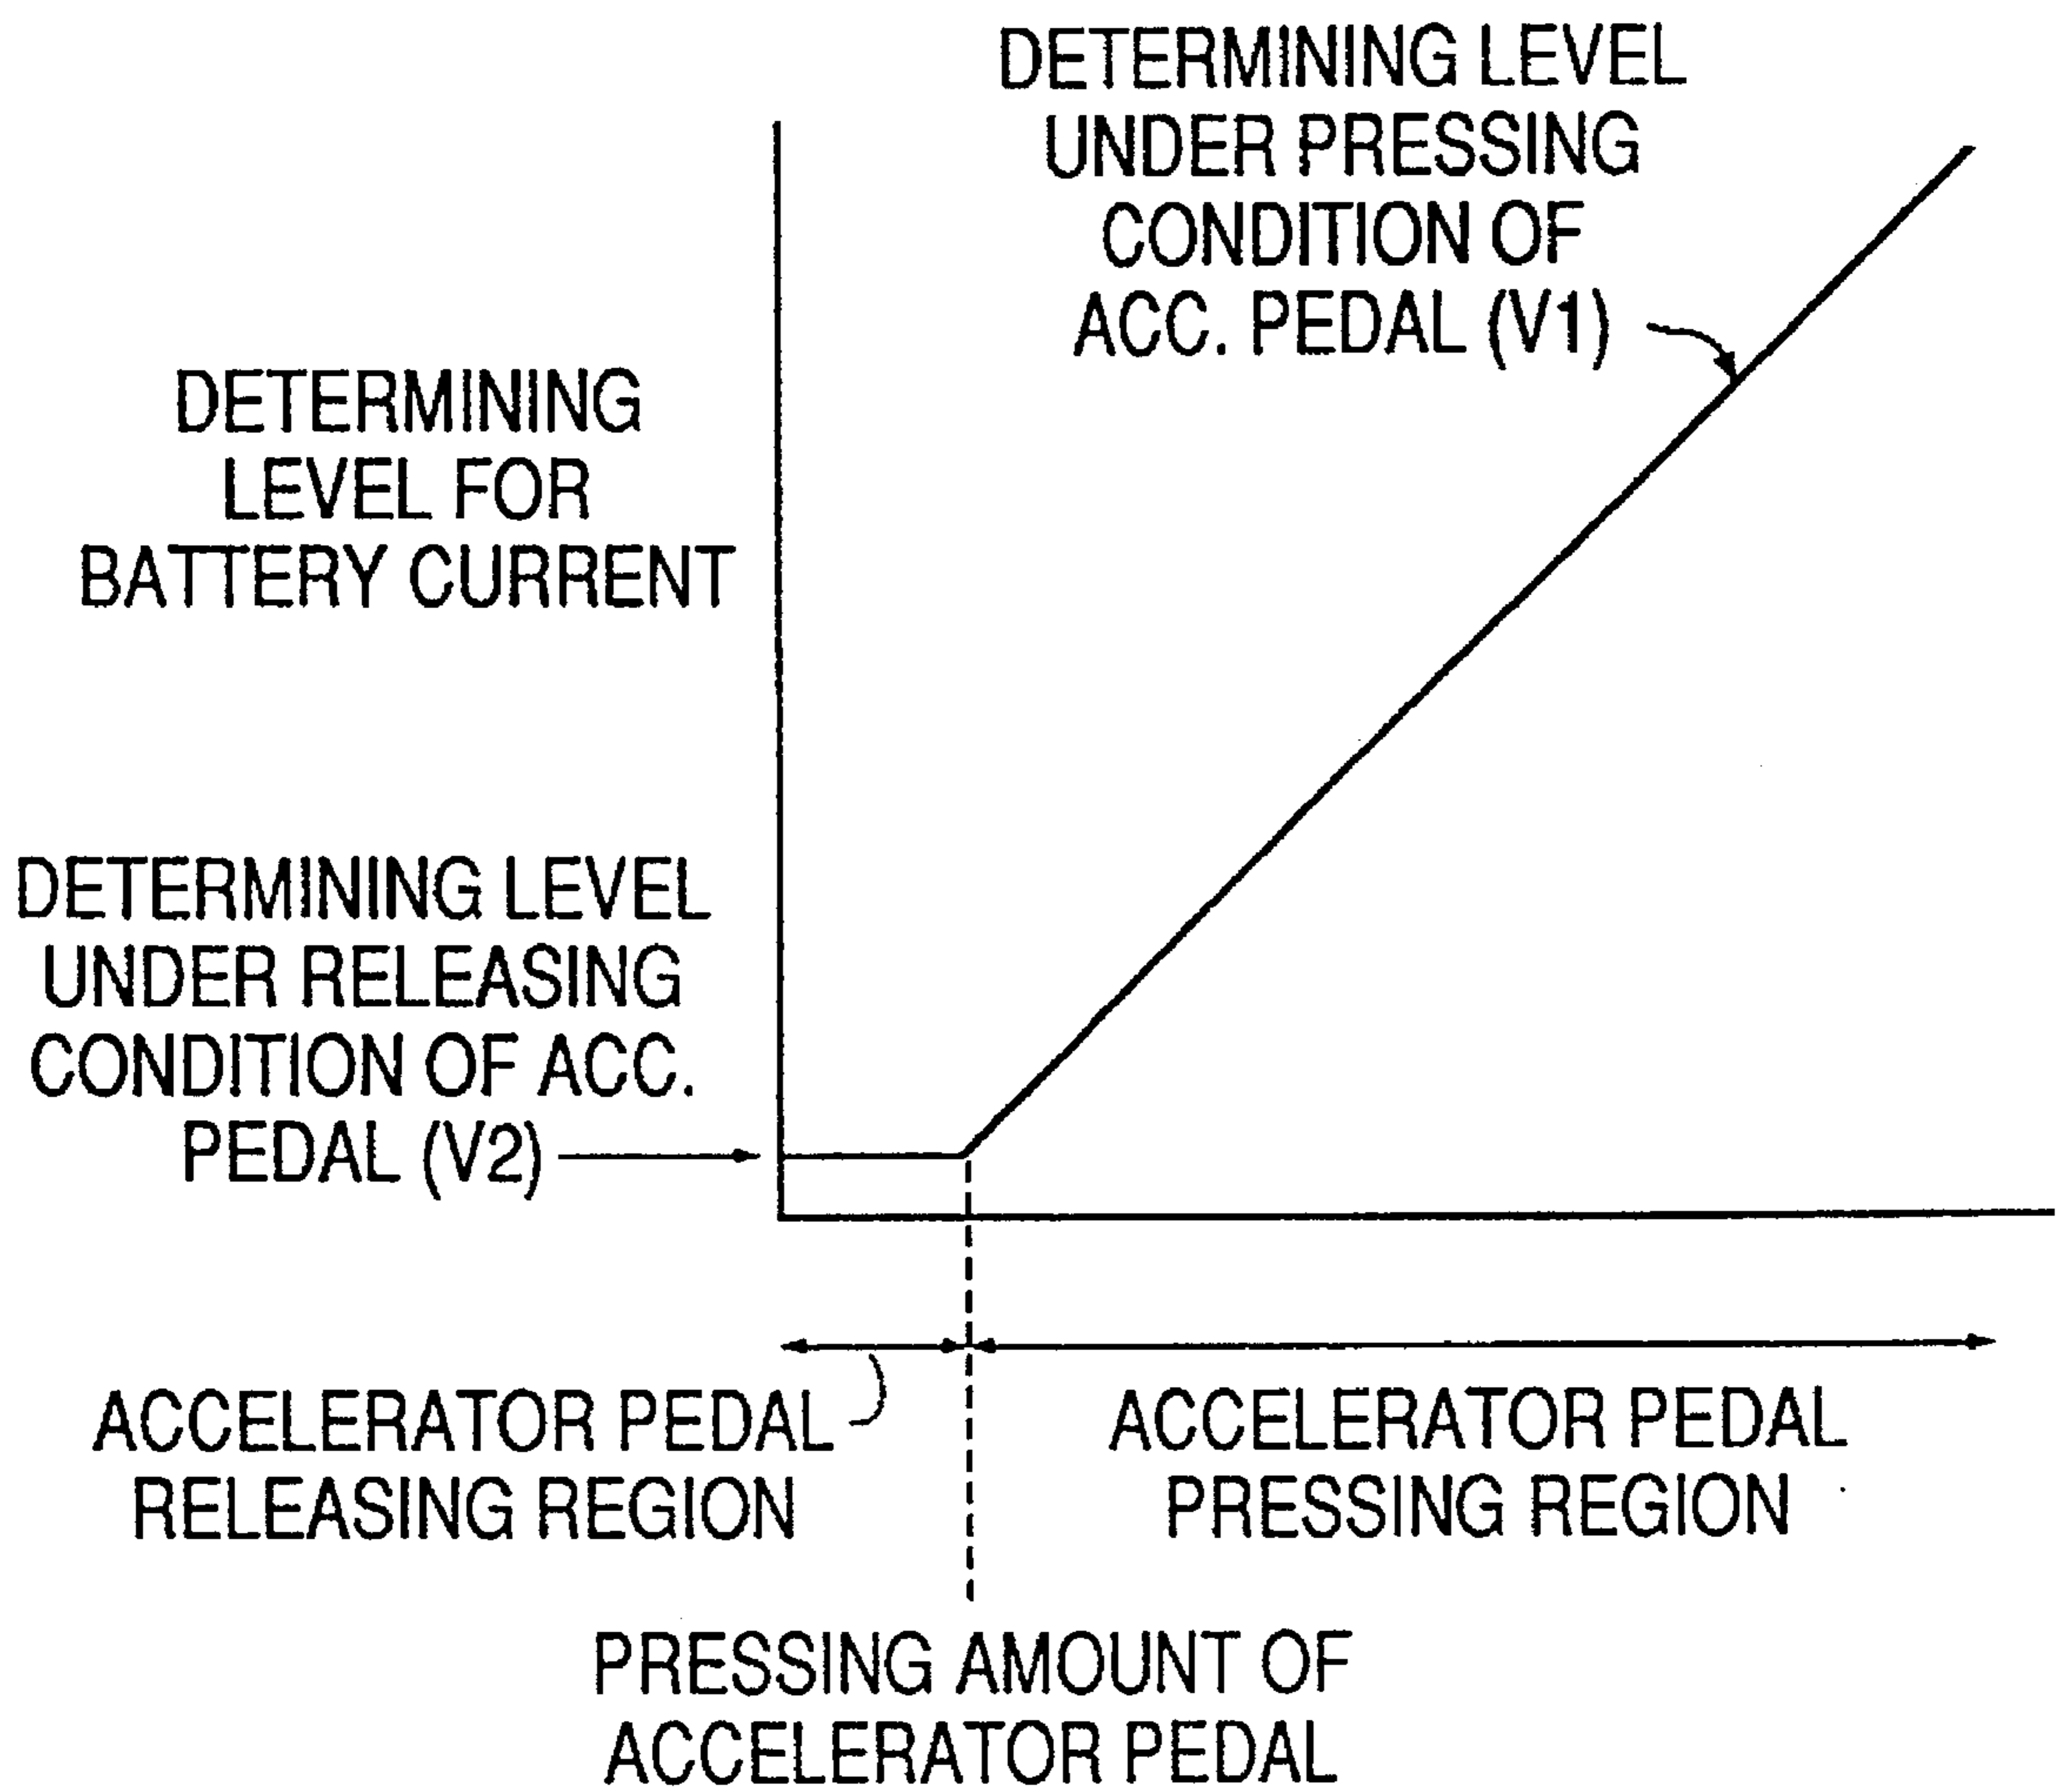 DETERMINING LEVEL
UNDER PRESSING
CONDITION OF
ACC. PEDAL (V1)
DETERMINING
LEVEL FOR
BATTERY CURRENT
DETERMINING LEVEL
UNDER RELEASING
CONDITION OF ACC.
PEDAL (V2)
ACCELERATOR PEDAL
RELEASING REGION
ACCELERATOR PEDAL
PRESSING REGION
PRESSING AMOUNT OF
ACCELERATOR PEDAL